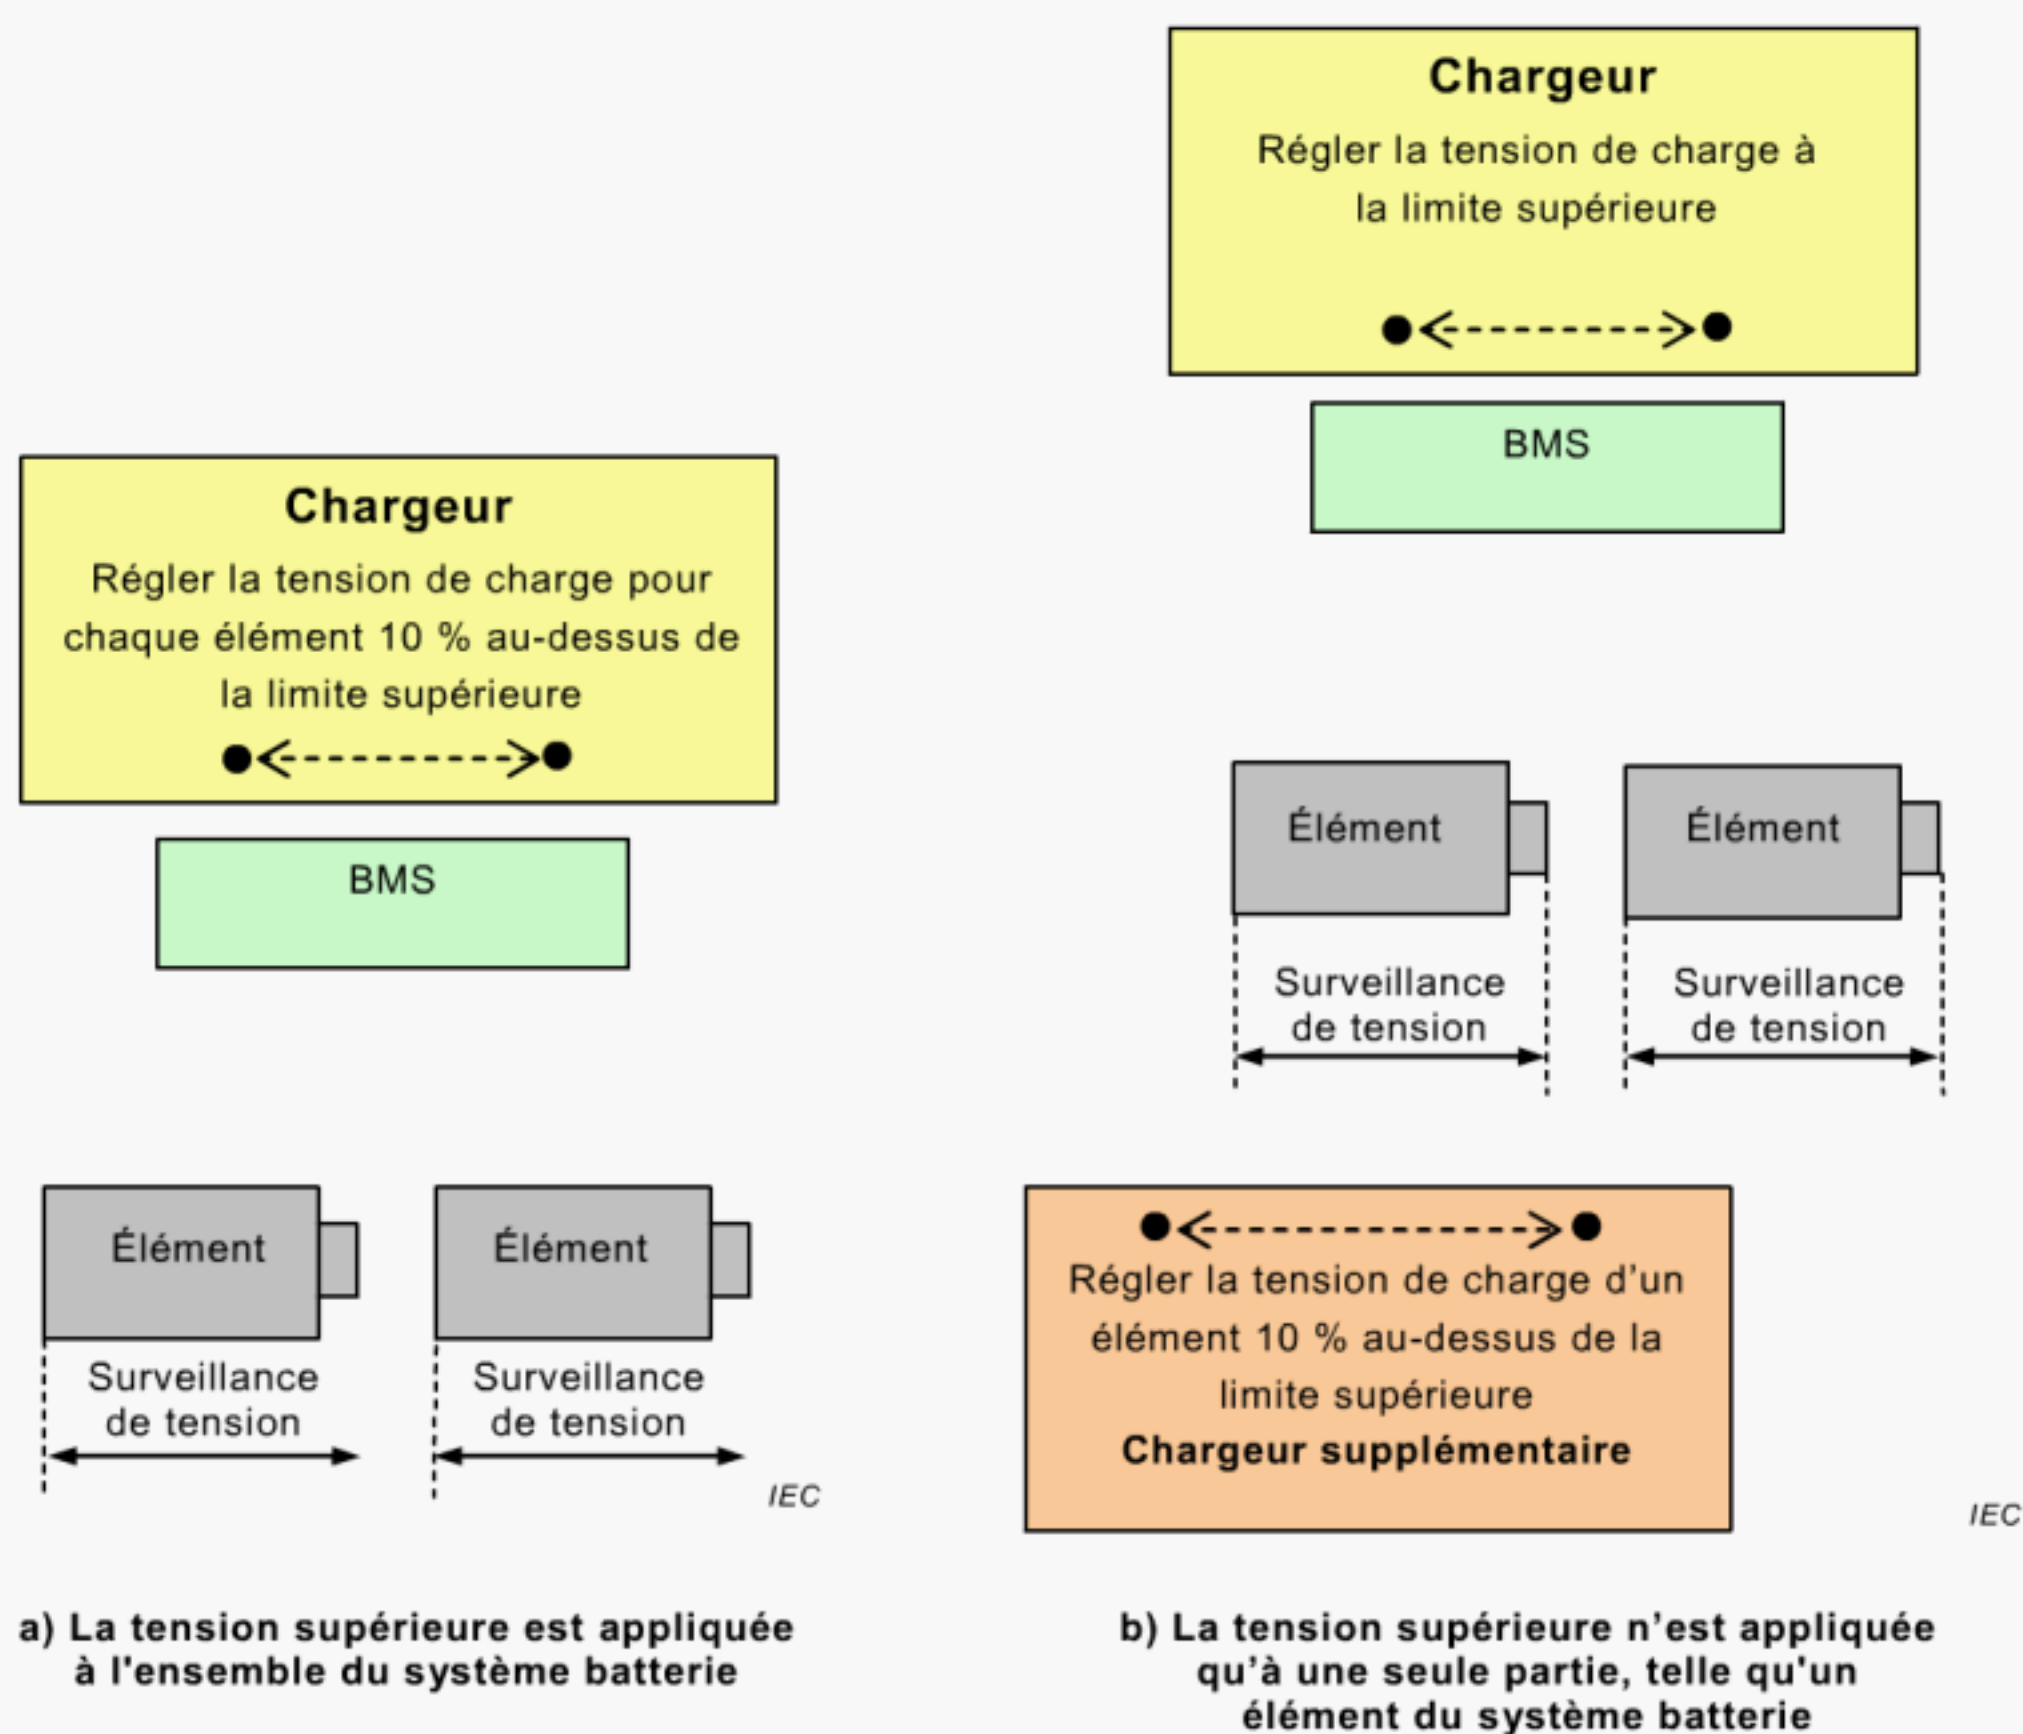 Chargeur
Régler la tension de charge pour
chaque élément 10 % au-dessus de
la limite supérieure
BMS
Élément
Élément
Surveillance
de tension
Surveillance
de tension
IEC
a) La tension supérieure est appliquée
à l'ensemble du système batterie
Chargeur
Régler la tension de charge à
la limite supérieure
BMS
Élément
Élément
Surveillance
de tension
Surveillance
de tension
Régler la tension de charge d’un
élément 10 % au-dessus de la
limite supérieure
Chargeur supplémentaire
IEC
b) La tension supérieure n’est appliquée
qu’à une seule partie, telle qu'un
élément du système batterie